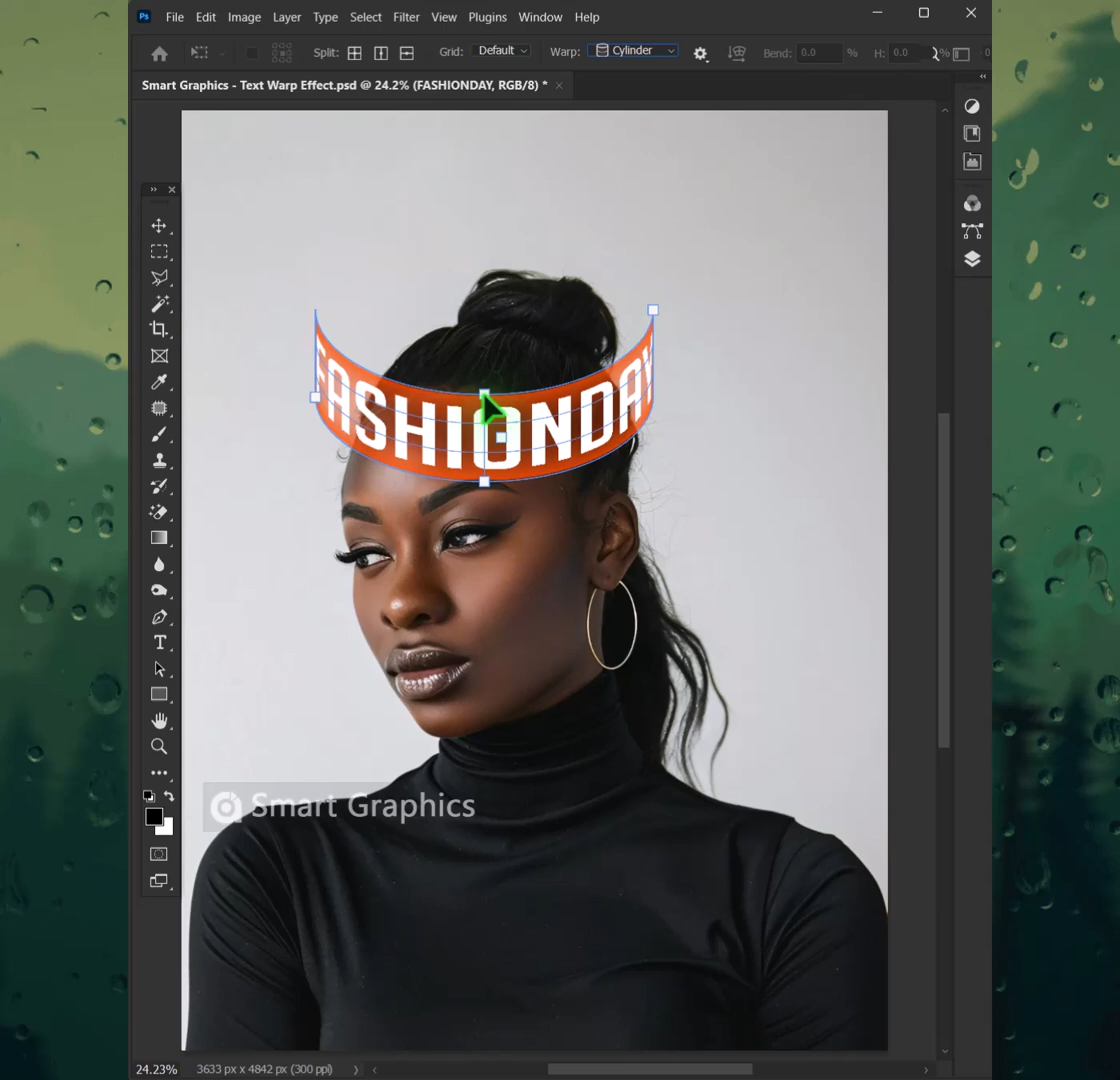 Ps File Edit Image Layer Type Select Filter View Plugins Window Help
Split: Grid: Default Warp: Cylinder Bend: 0.0 % H: 0.0 % 0
Smart Graphics - Text Warp Effect.psd @ 24.2% (FASHIONDAY, RGB/8) * ×
FASHIONDAY
Smart Graphics
24.23% 3633 px x 4842 px (300 ppi)